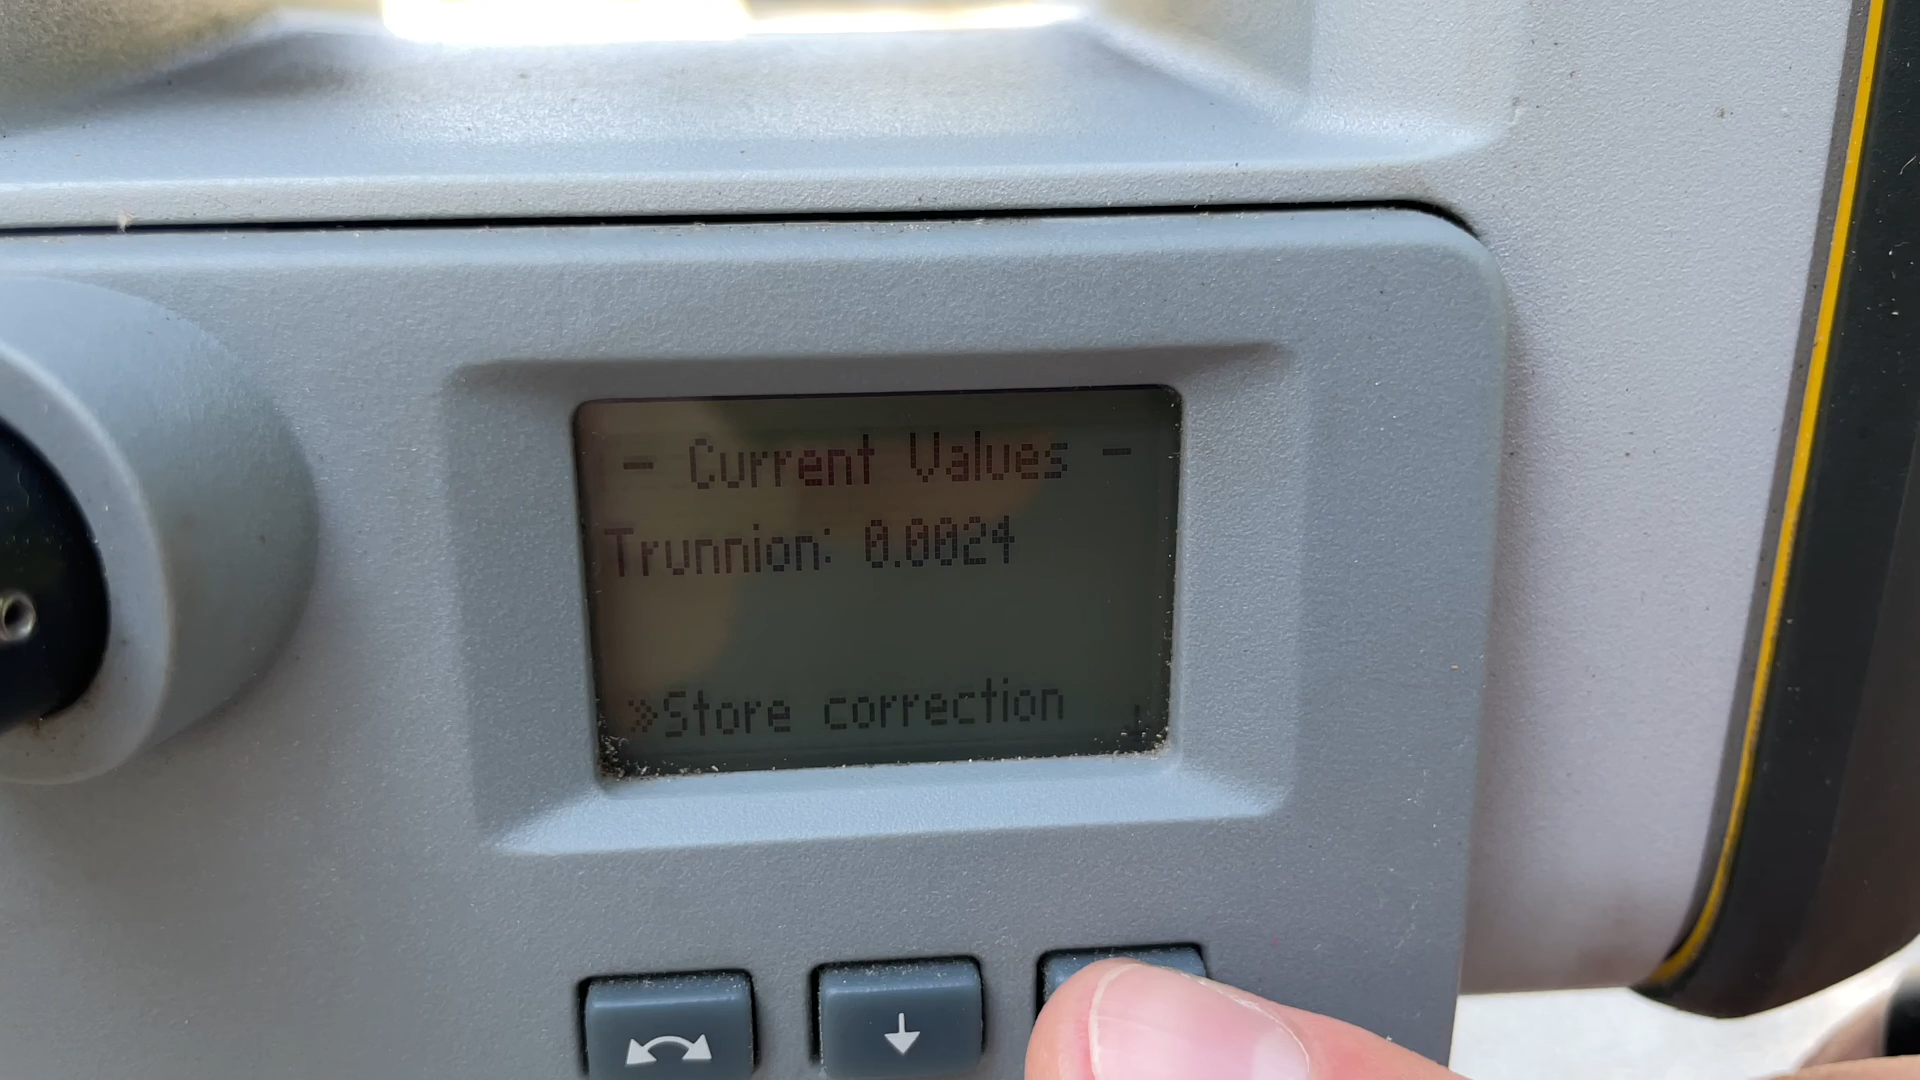 - Current Values -
Trunnion: 0.0024
»Store correction